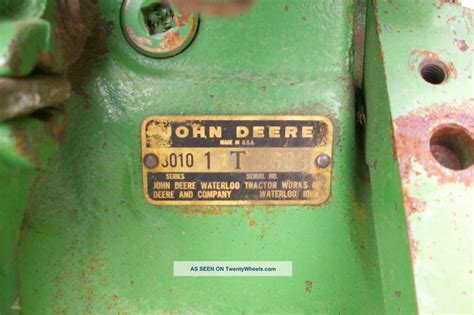 JOHN DEERE
MADE IN U.S.A.
3010 1 T
SERIES SERIAL NO.
JOHN DEERE WATERLOO TRACTOR WORKS
DEERE AND COMPANY WATERLOO,
AS SEEN ON TwentyWheels.com